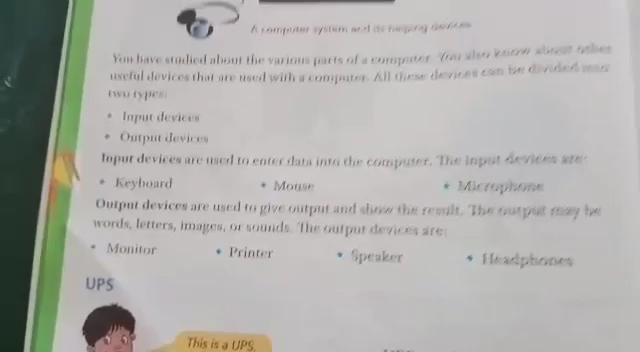 A computer system and its helping devices
You have studied about the various parts of a computer. You also know about other
useful devices that are used with a computer. All these devices can be divided into
two types:
• Input devices
• Output devices
Input devices are used to enter data into the computer. The input devices are:
• Keyboard • Mouse • Microphone
Output devices are used to give output and show the result. The output may be
words, letters, images, or sounds. The output devices are:
• Monitor • Printer • Speaker • Headphones
UPS
This is a UPS.